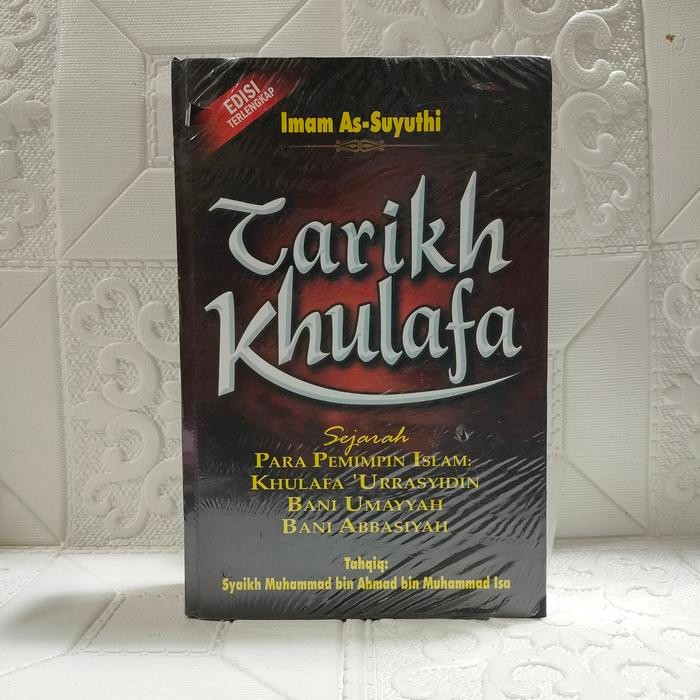 EDISI
TERLENGKAP
Imam As-Suyuthi
Tarikh
Khulafa
Sejarah
PARA PEMIMPIN ISLAM:
KHULAFA 'URRASYIDIN
BANI UMAYYAH
BANI ABBASIYAH
Tahqiq:
Syaikh Muhammad bin Ahmad bin Muhammad Isa